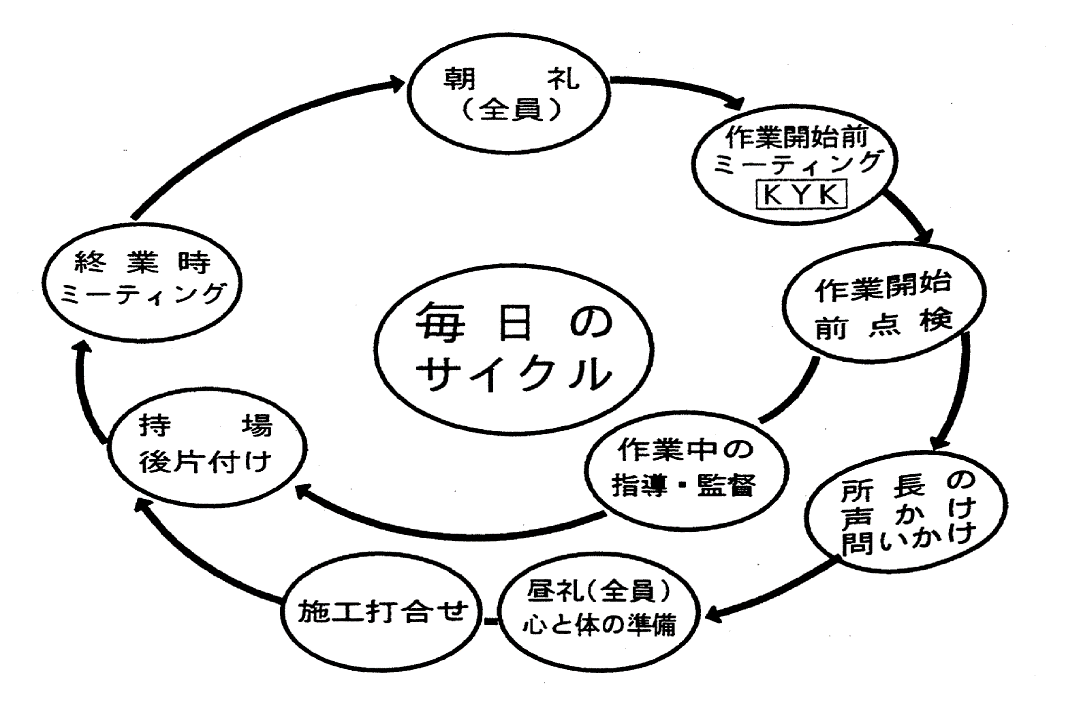 朝礼
（全員）
作業開始前
ミーティング
KYK
作業開始
前点検
所長の
声かけ
問いかけ
昼礼（全員）
心と体の準備
施工打合せ
作業中の
指導・監督
持場
後片付け
終業時
ミーティング
毎日の
サイクル